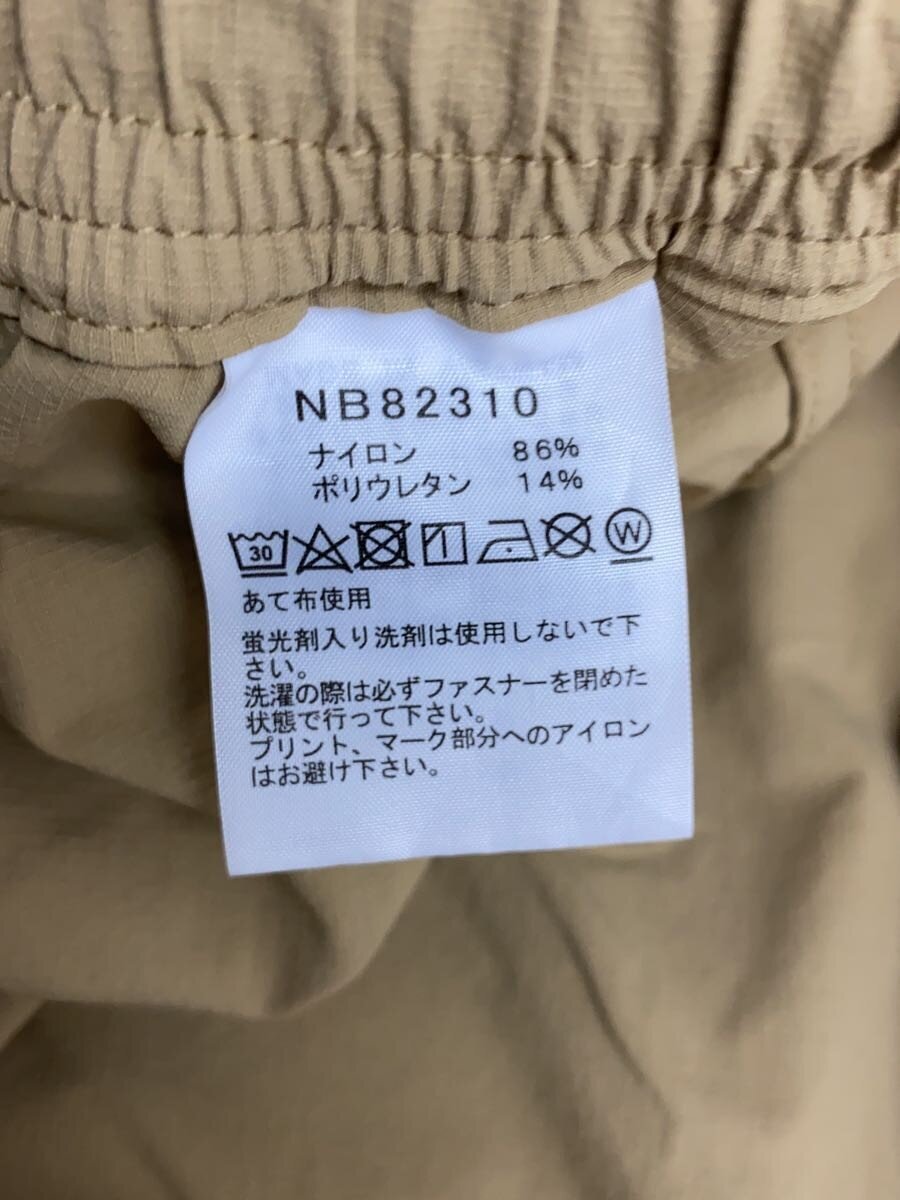 NB82310
ナイロン 86%
ポリウレタン 14%
30 W
あて布使用
蛍光剤入り洗剤は使用しないで下
さい。
洗濯の際は必ずファスナーを閉めた
状態で行って下さい。
プリント、マーク部分へのアイロン
はお避け下さい。